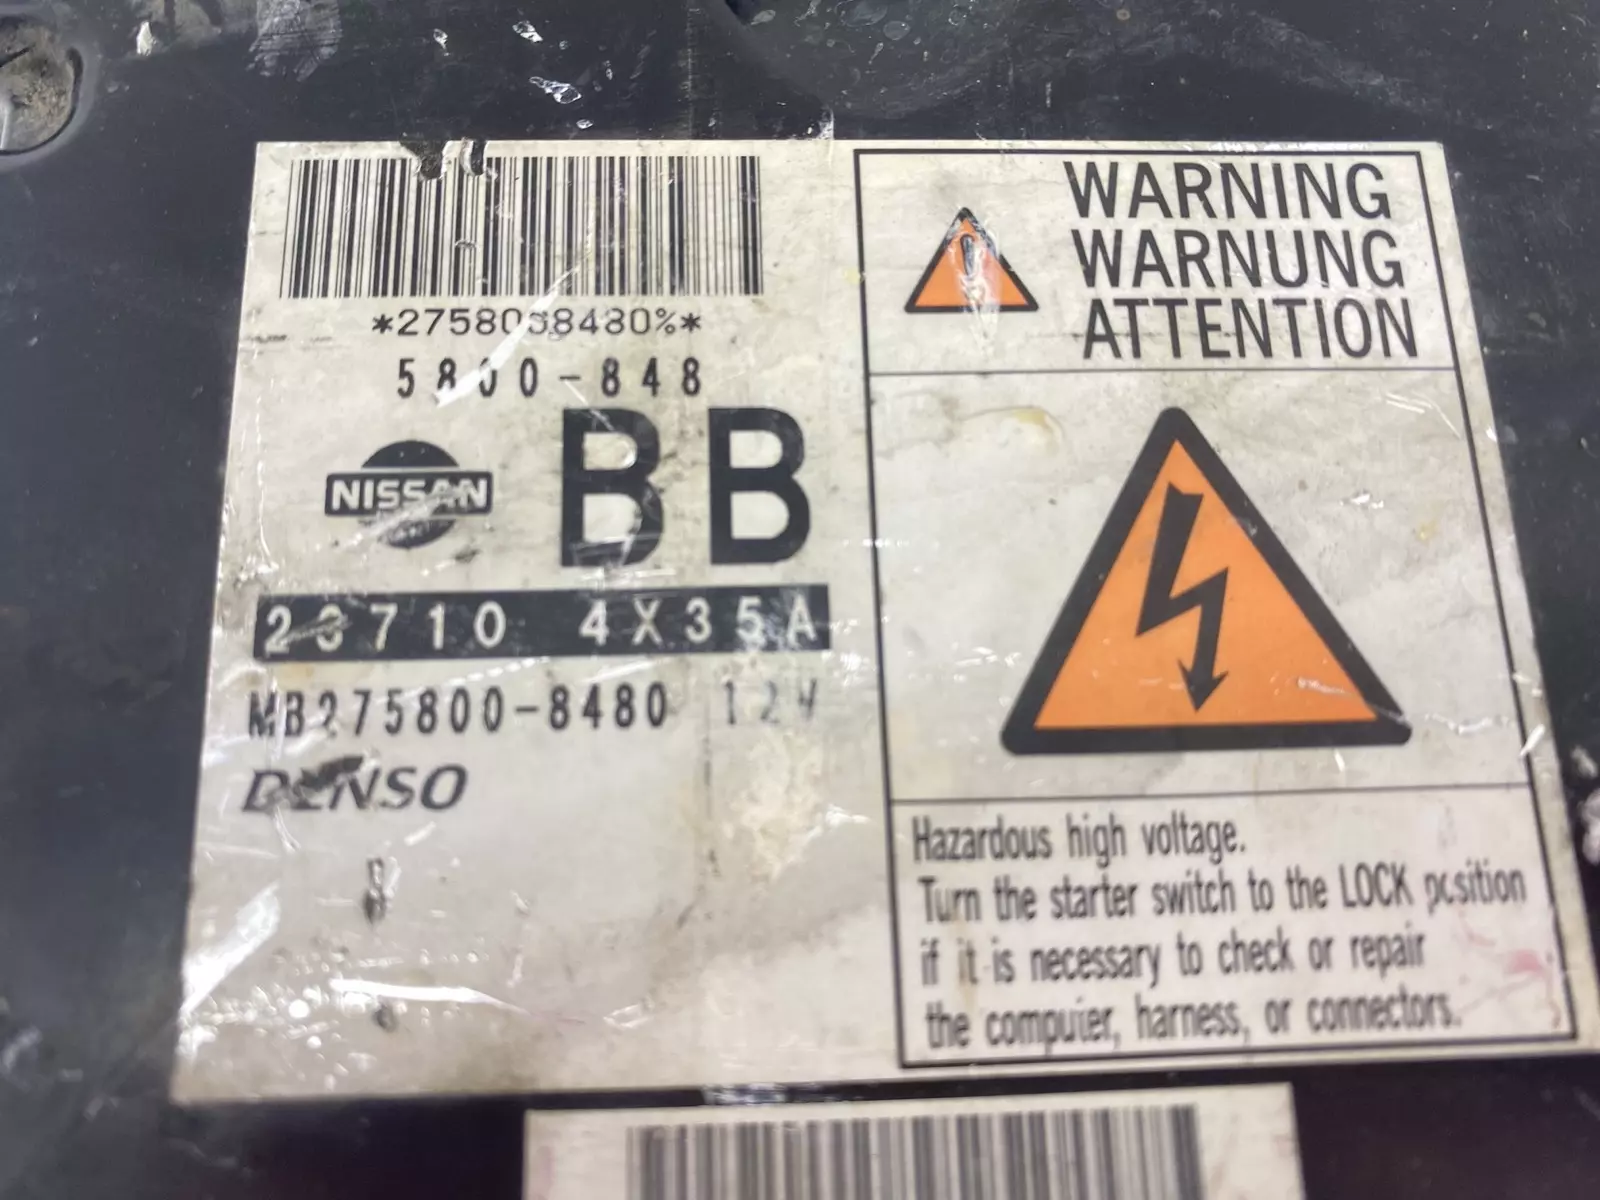 *2758008480%*
5800-848
NISSAN
BB
23710 4X35A
MB275800-8480 12V
DENSO
WARNING
WARNUNG
ATTENTION
Hazardous high voltage.
Turn the starter switch to the LOCK position
if it is necessary to check or repair
the computer, harness, or connectors.